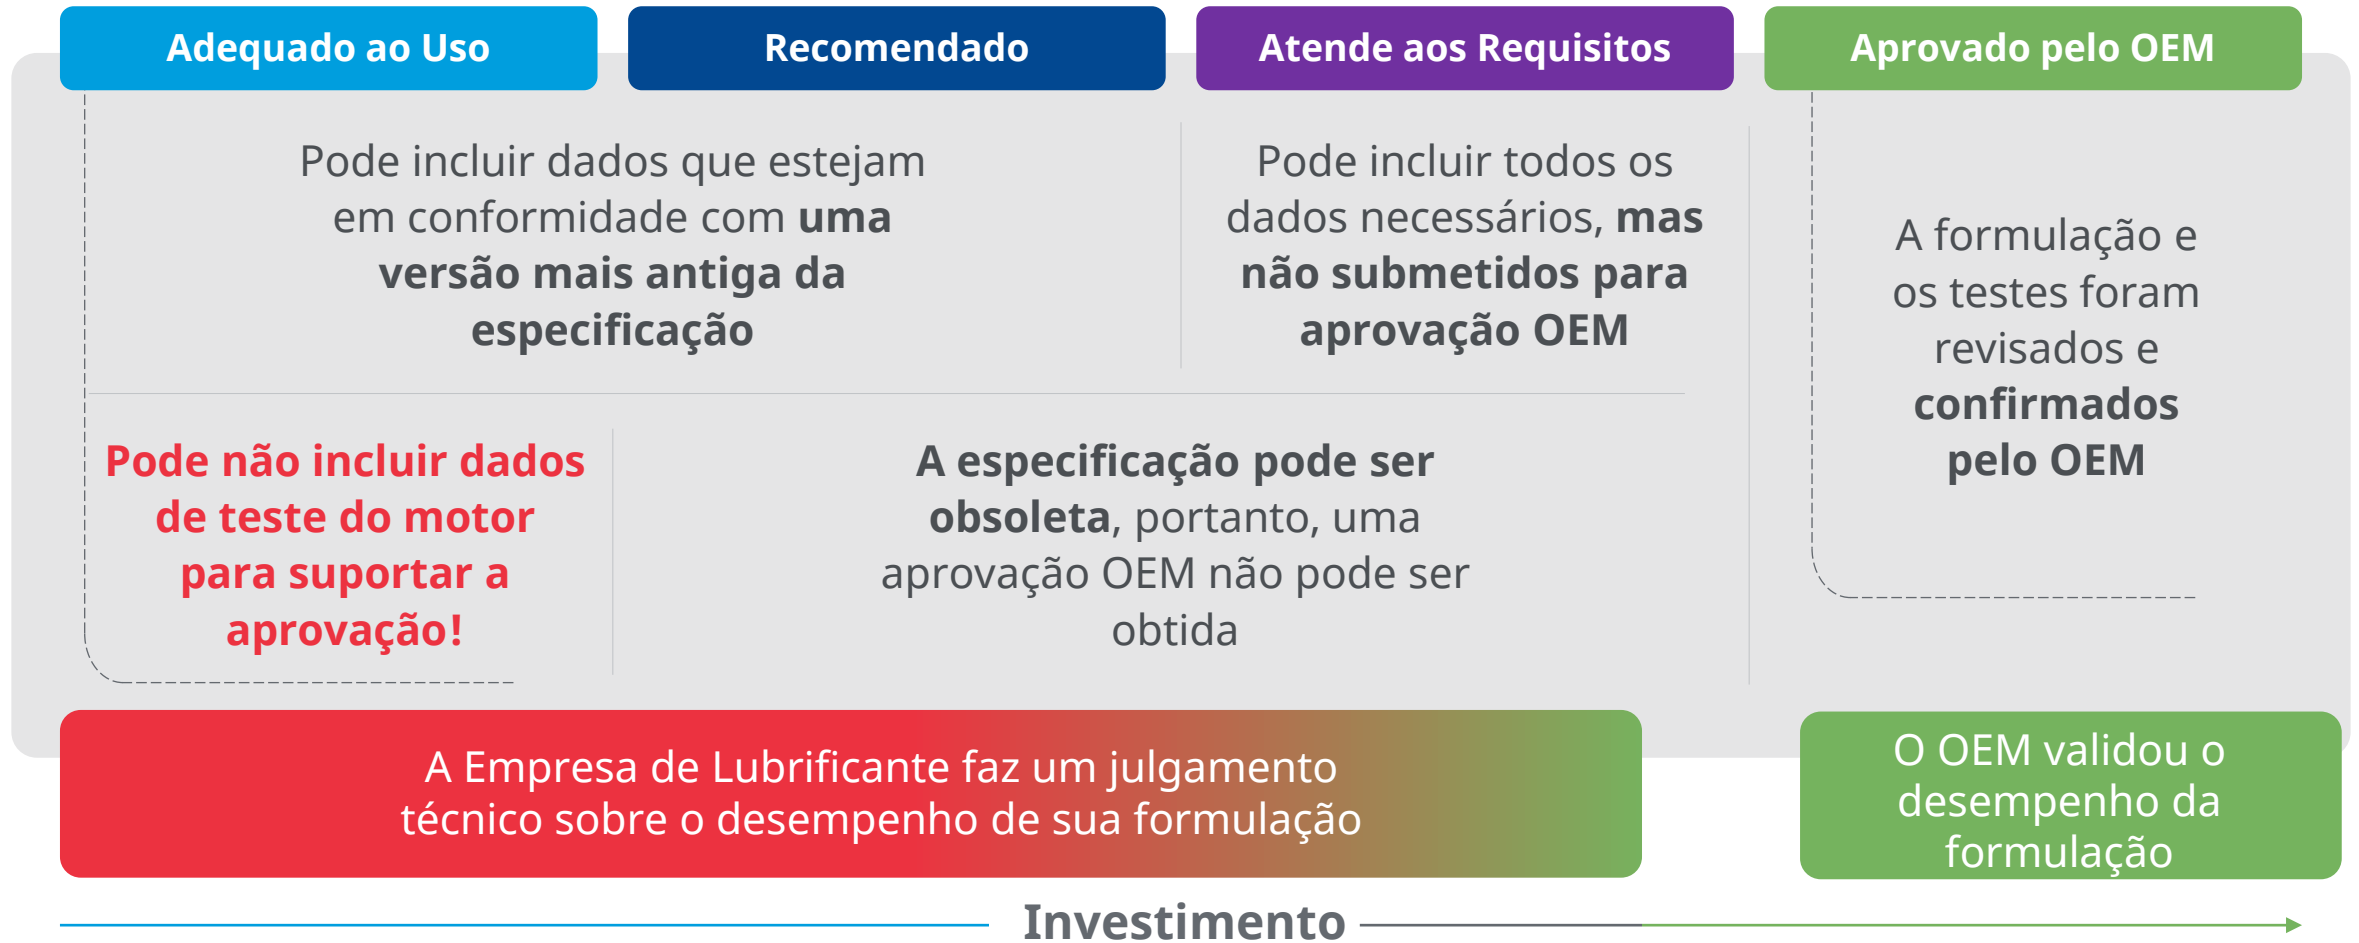 Adequado ao Uso
Recomendado
Atende aos Requisitos
Aprovado pelo OEM
Pode incluir dados que estejam
em conformidade com uma
versão mais antiga da
especificação
Pode incluir todos os
dados necessários, mas
não submetidos para
aprovação OEM
A formulação e
os testes foram
revisados e
confirmados
pelo OEM
Pode não incluir dados
de teste do motor
para suportar a
aprovação!
A especificação pode ser
obsoleta, portanto, uma
aprovação OEM não pode ser
obtida
A Empresa de Lubrificante faz um julgamento
técnico sobre o desempenho de sua formulação
O OEM validou o
desempenho da
formulação
Investimento